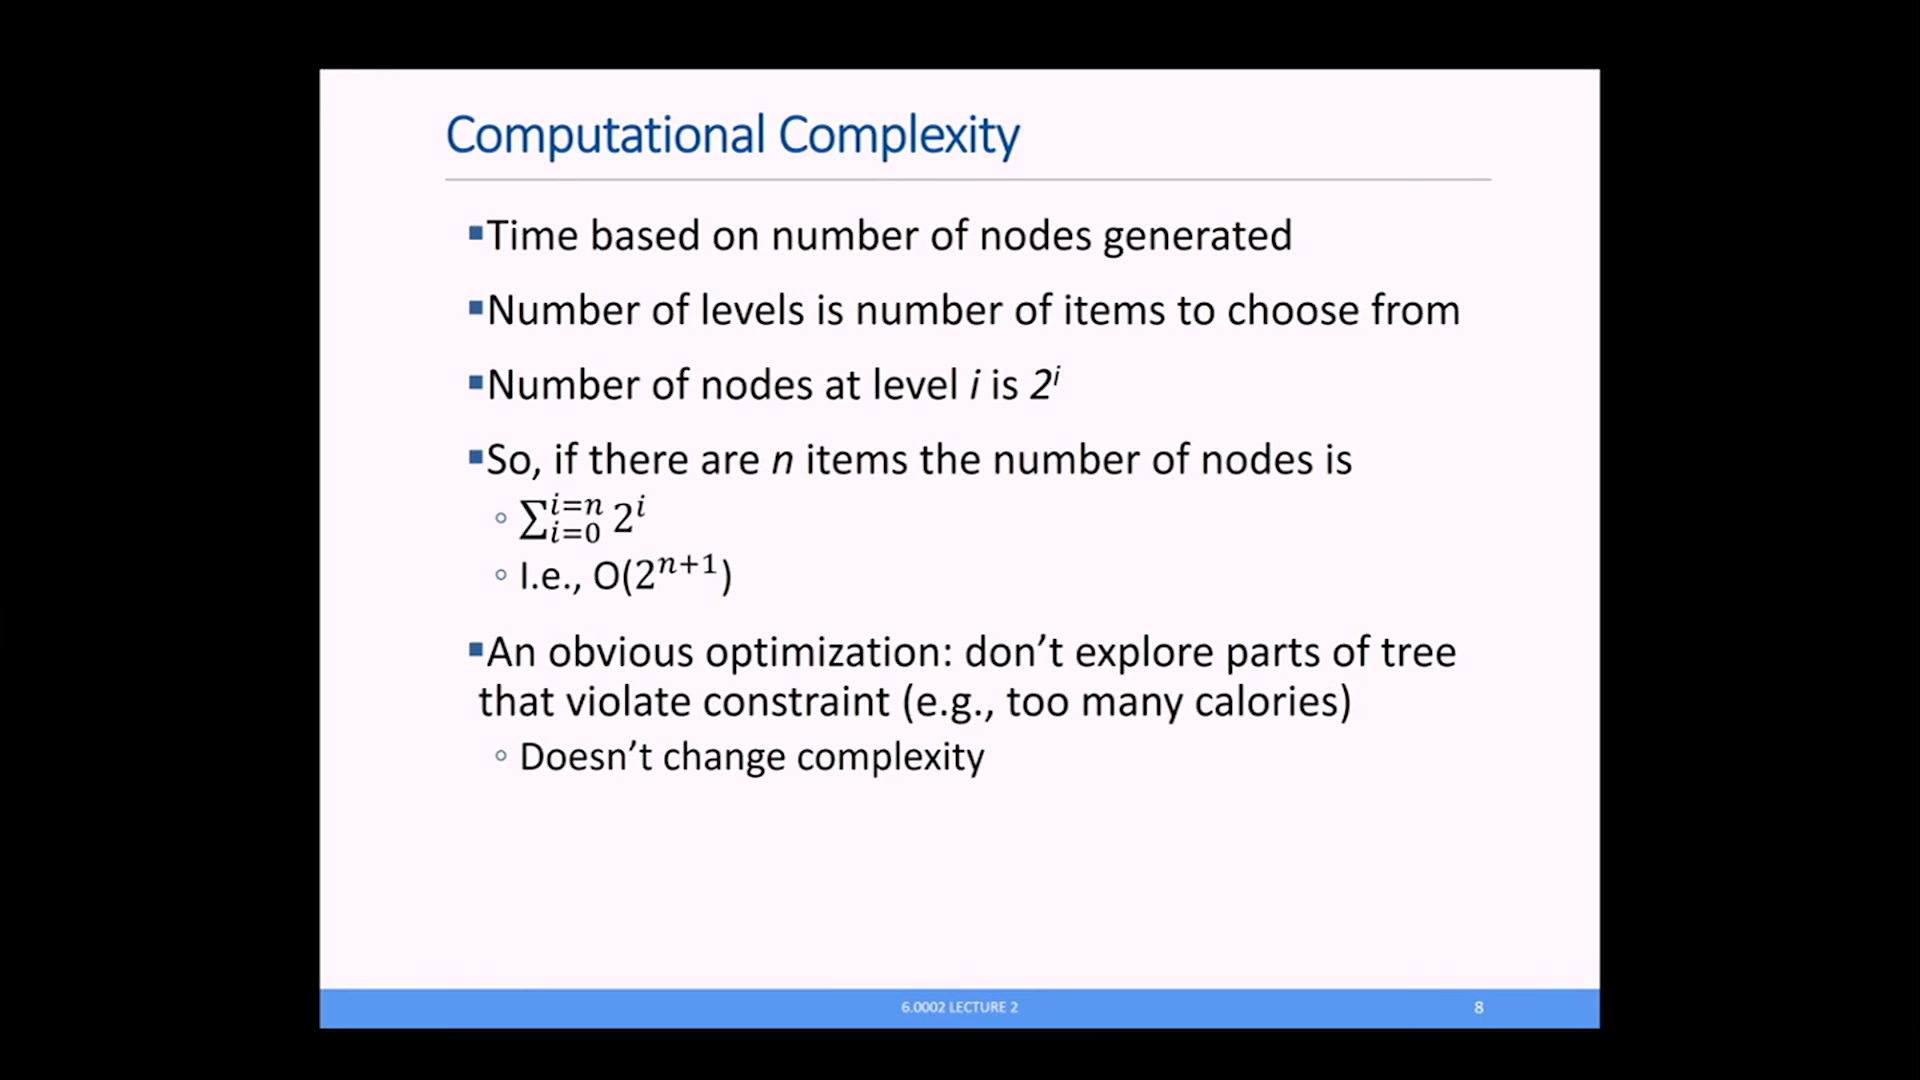 Computational Complexity
▪Time based on number of nodes generated
▪Number of levels is number of items to choose from
▪Number of nodes at level i is 2^i
▪So, if there are n items the number of nodes is
◦ ∑_{i=0}^{i=n} 2^i
◦ I.e., O(2^{n+1})
▪An obvious optimization: don’t explore parts of tree
that violate constraint (e.g., too many calories)
◦ Doesn’t change complexity
6.0002 LECTURE 2
8